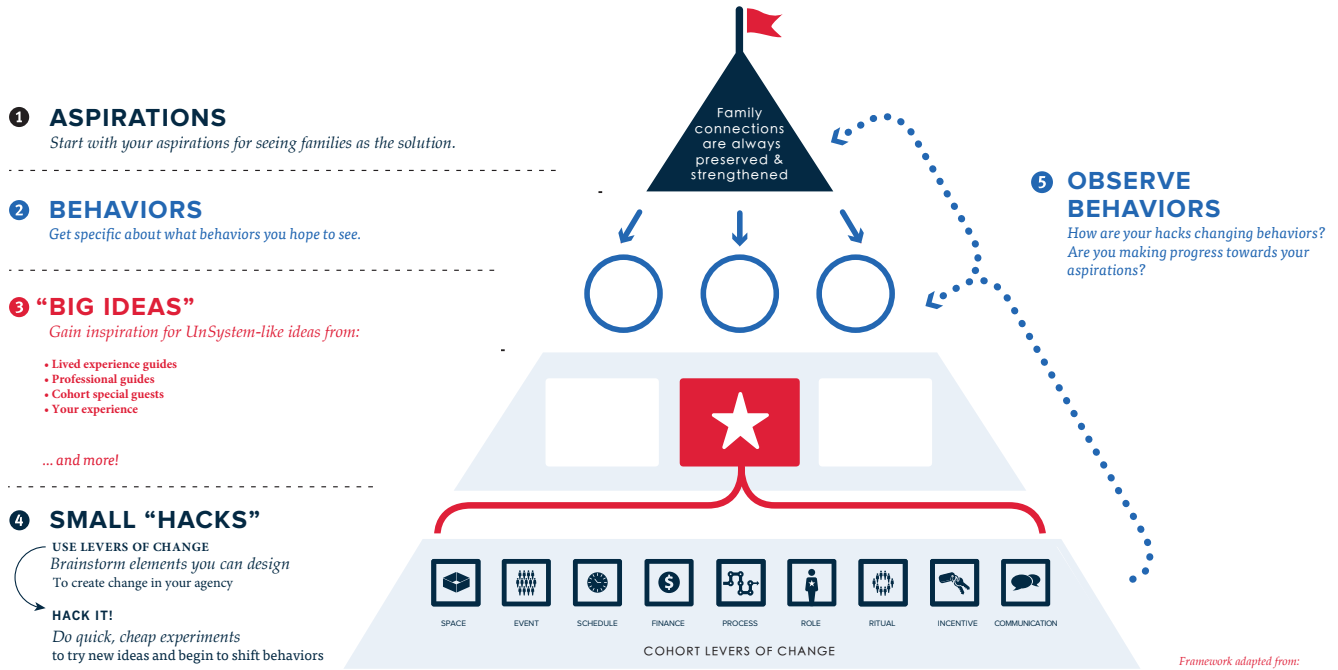 1 ASPIRATIONS
Start with your aspirations for seeing families as the solution.
2 BEHAVIORS
Get specific about what behaviors you hope to see.
3 “BIG IDEAS”
Gain inspiration for UnSystem-like ideas from:
• Lived experience guides
• Professional guides
• Cohort special guests
• Your experience
... and more!
4 SMALL “HACKS”
USE LEVERS OF CHANGE
Brainstorm elements you can design
To create change in your agency
HACK IT!
Do quick, cheap experiments
to try new ideas and begin to shift behaviors
Family
connections
are always
preserved &
strengthened
5 OBSERVE
BEHAVIORS
How are your hacks changing behaviors?
Are you making progress towards your
aspirations?
$
SPACE EVENT SCHEDULE FINANCE PROCESS ROLE RITUAL INCENTIVE COMMUNICATION
COHORT LEVERS OF CHANGE
Framework adapted from: